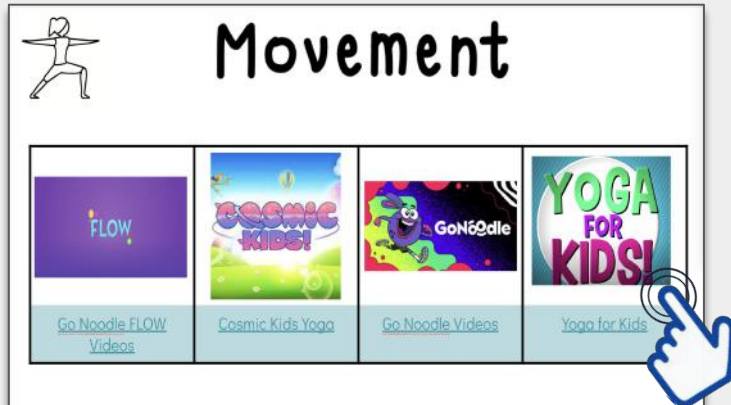 Movement
FLOW
COSMIC
KIDS!
GoNoodle
YOGA
FOR
KIDS!
Go Noodle FLOW
Videos
Cosmic Kids Yoga
Go Noodle Videos
Yoga for Kids